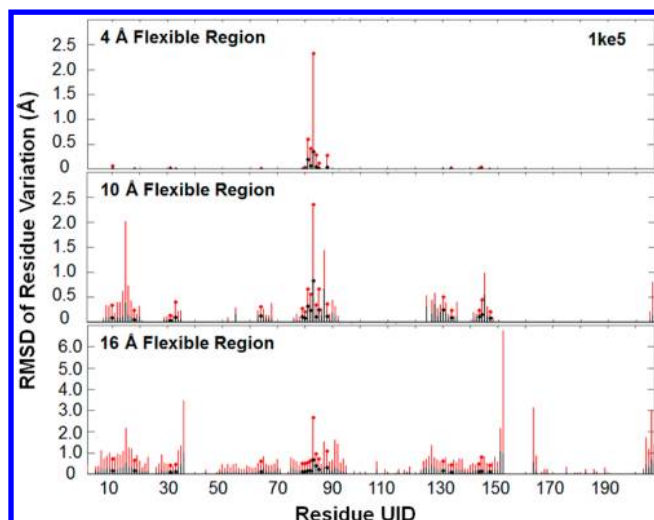 4 Å Flexible Region
1ke5
2.5
2.0
1.5
1.0
0.5
0
RMSD of Residue Variation (Å)
10 Å Flexible Region
2.5
2.0
1.5
1.0
0.5
0
16 Å Flexible Region
6.0
5.0
4.0
3.0
2.0
1.0
0
10 30 50 70 90 110 130 150 170 190
Residue UID